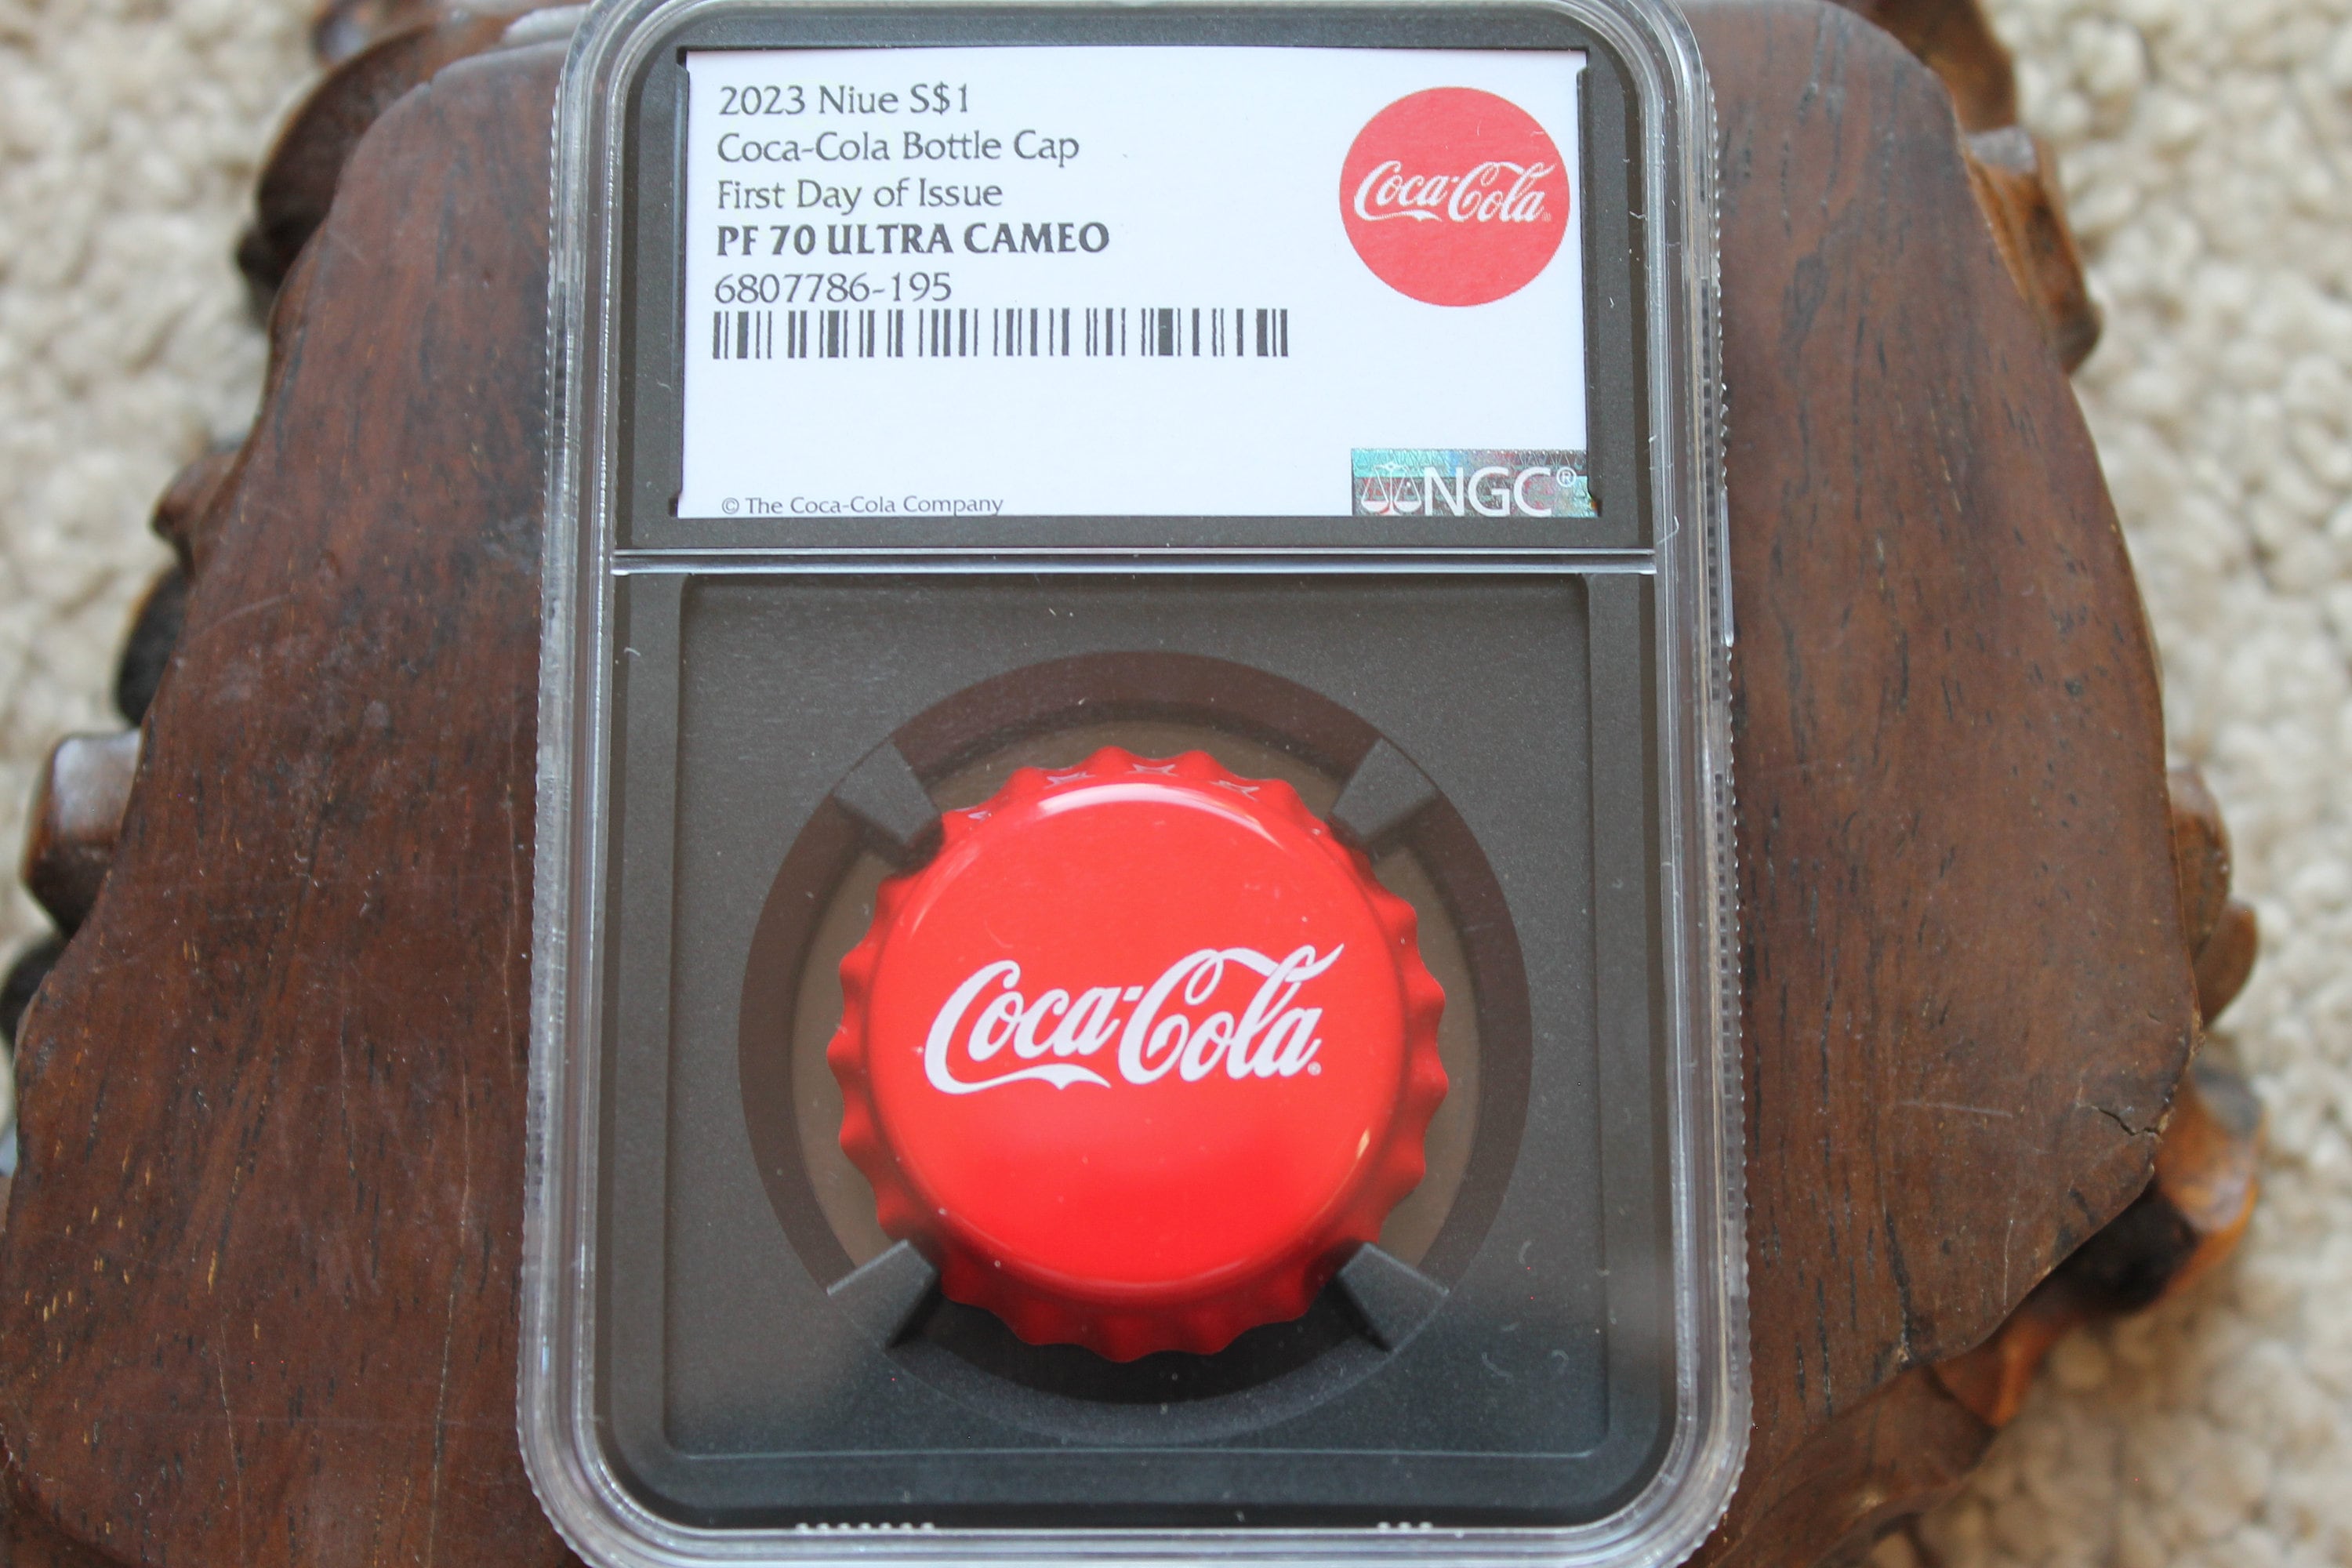 2023 Niue S$1
Coca-Cola Bottle Cap
First Day of Issue
PF 70 ULTRA CAMEO
6807786-195
Coca-Cola®
© The Coca-Cola Company
NGC®
Coca-Cola®